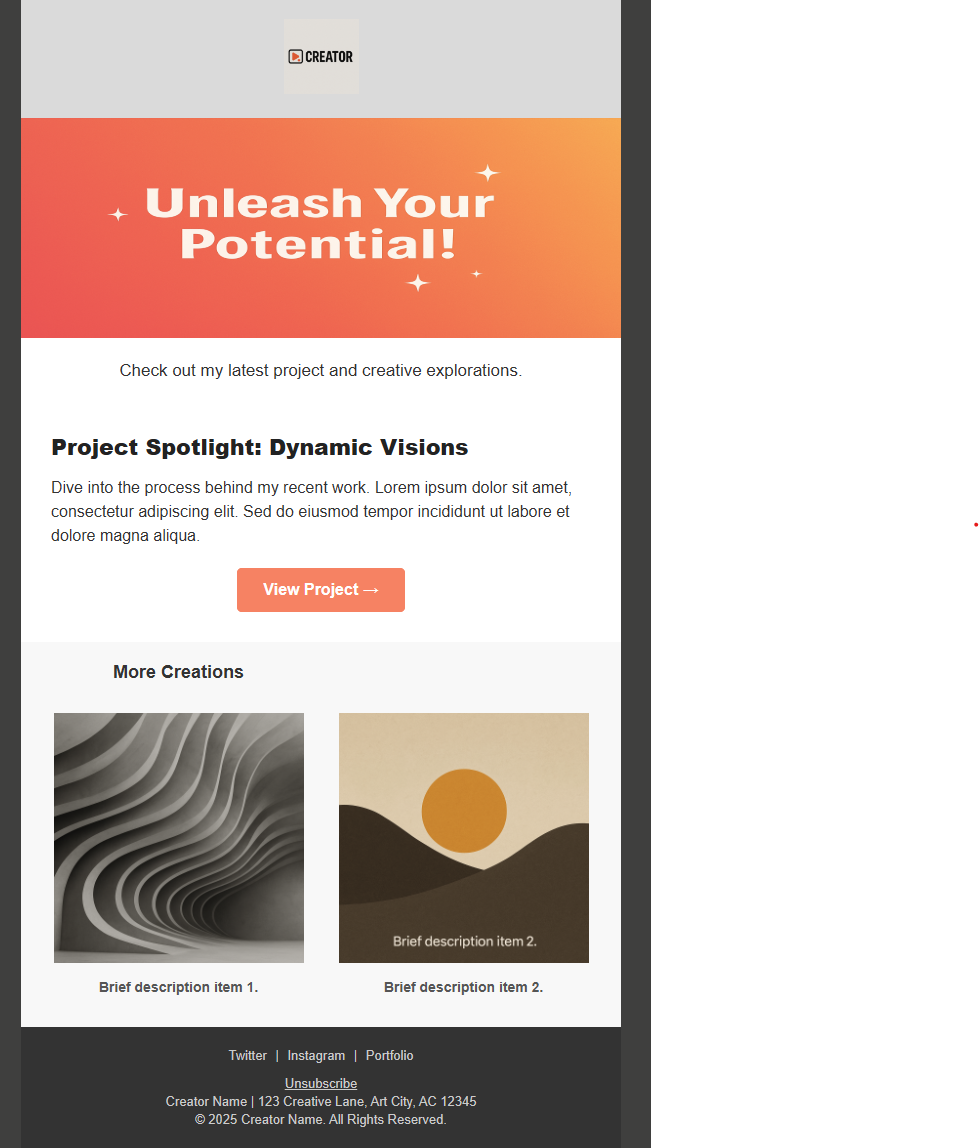 CREATOR
Unleash Your
Potential!
Check out my latest project and creative explorations.
Project Spotlight: Dynamic Visions
Dive into the process behind my recent work. Lorem ipsum dolor sit amet,
consectetur adipiscing elit. Sed do eiusmod tempor incididunt ut labore et
dolore magna aliqua.
View Project →
More Creations
Brief description item 2.
Brief description item 1.
Brief description item 2.
Twitter | Instagram | Portfolio
Unsubscribe
Creator Name | 123 Creative Lane, Art City, AC 12345
© 2025 Creator Name. All Rights Reserved.